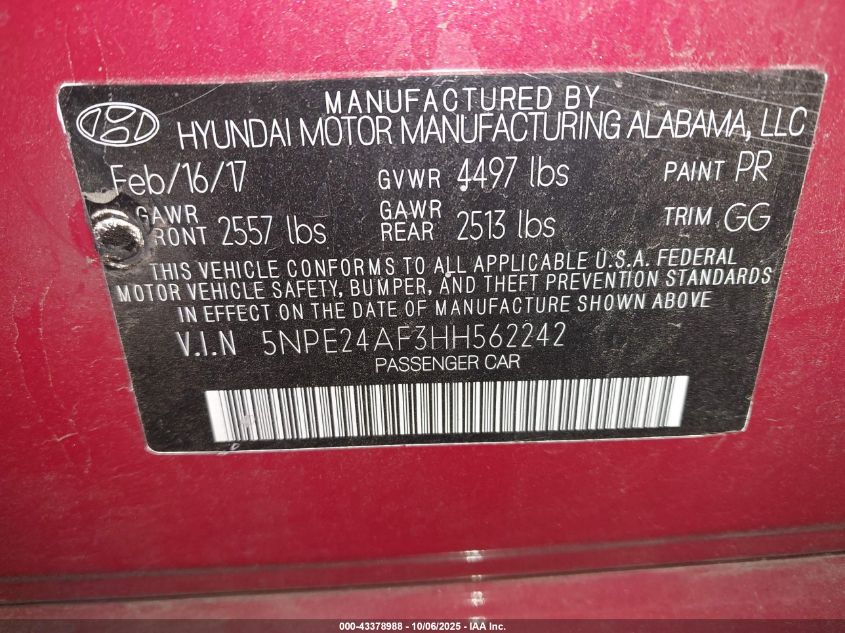 MANUFACTURED BY
HYUNDAI MOTOR MANUFACTURING ALABAMA, LLC
Feb/16/17 GVWR 4497 lbs PAINT PR
GAWR FRONT 2557 lbs GAWR REAR 2513 lbs TRIM GG
THIS VEHICLE CONFORMS TO ALL APPLICABLE U.S.A. FEDERAL
MOTOR VEHICLE SAFETY, BUMPER, AND THEFT PREVENTION STANDARDS
IN EFFECT ON THE DATE OF MANUFACTURE SHOWN ABOVE
V.I.N 5NPE24AF3HH562242
PASSENGER CAR
000-43378988 - 10/06/2025 - IAA Inc.